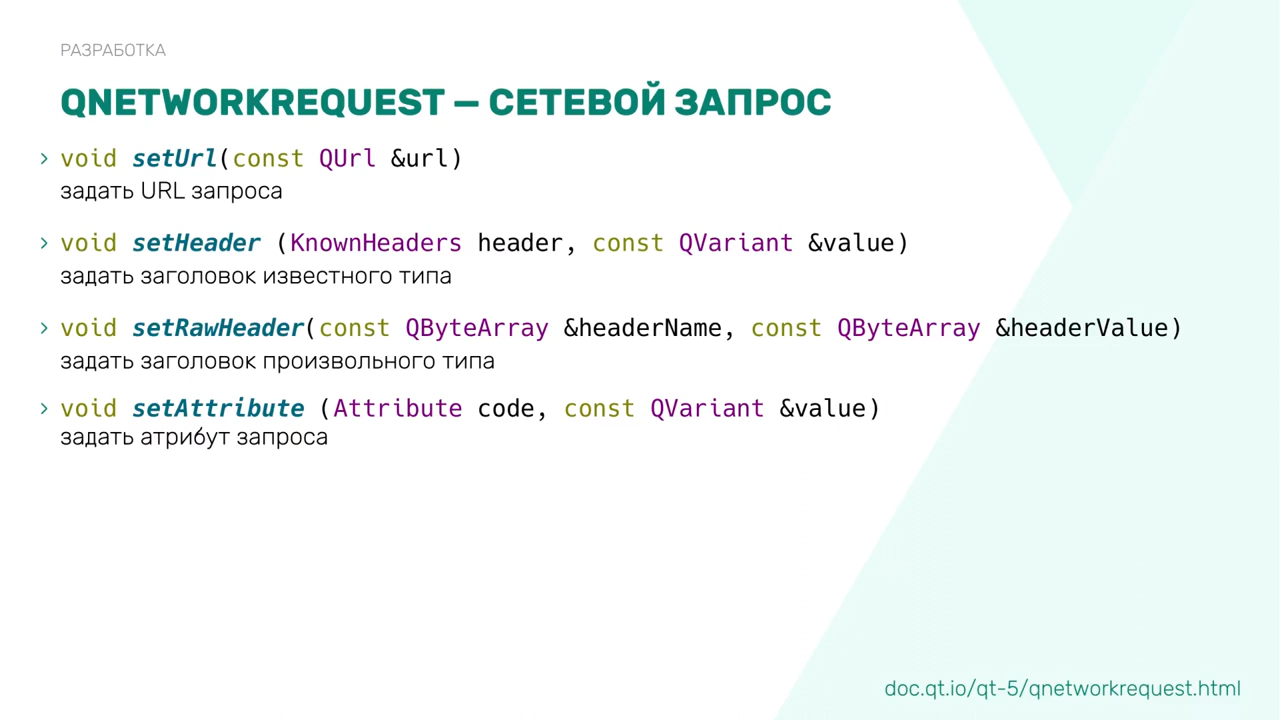 РАЗРАБОТКА
QNETWORKREQUEST — СЕТЕВОЙ ЗАПРОС
› void setUrl(const QUrl &url)
задать URL запроса
› void setHeader (KnownHeaders header, const QVariant &value)
задать заголовок известного типа
› void setRawHeader(const QByteArray &headerName, const QByteArray &headerValue)
задать заголовок произвольного типа
› void setAttribute (Attribute code, const QVariant &value)
задать атрибут запроса
doc.qt.io/qt-5/qnetworkrequest.html